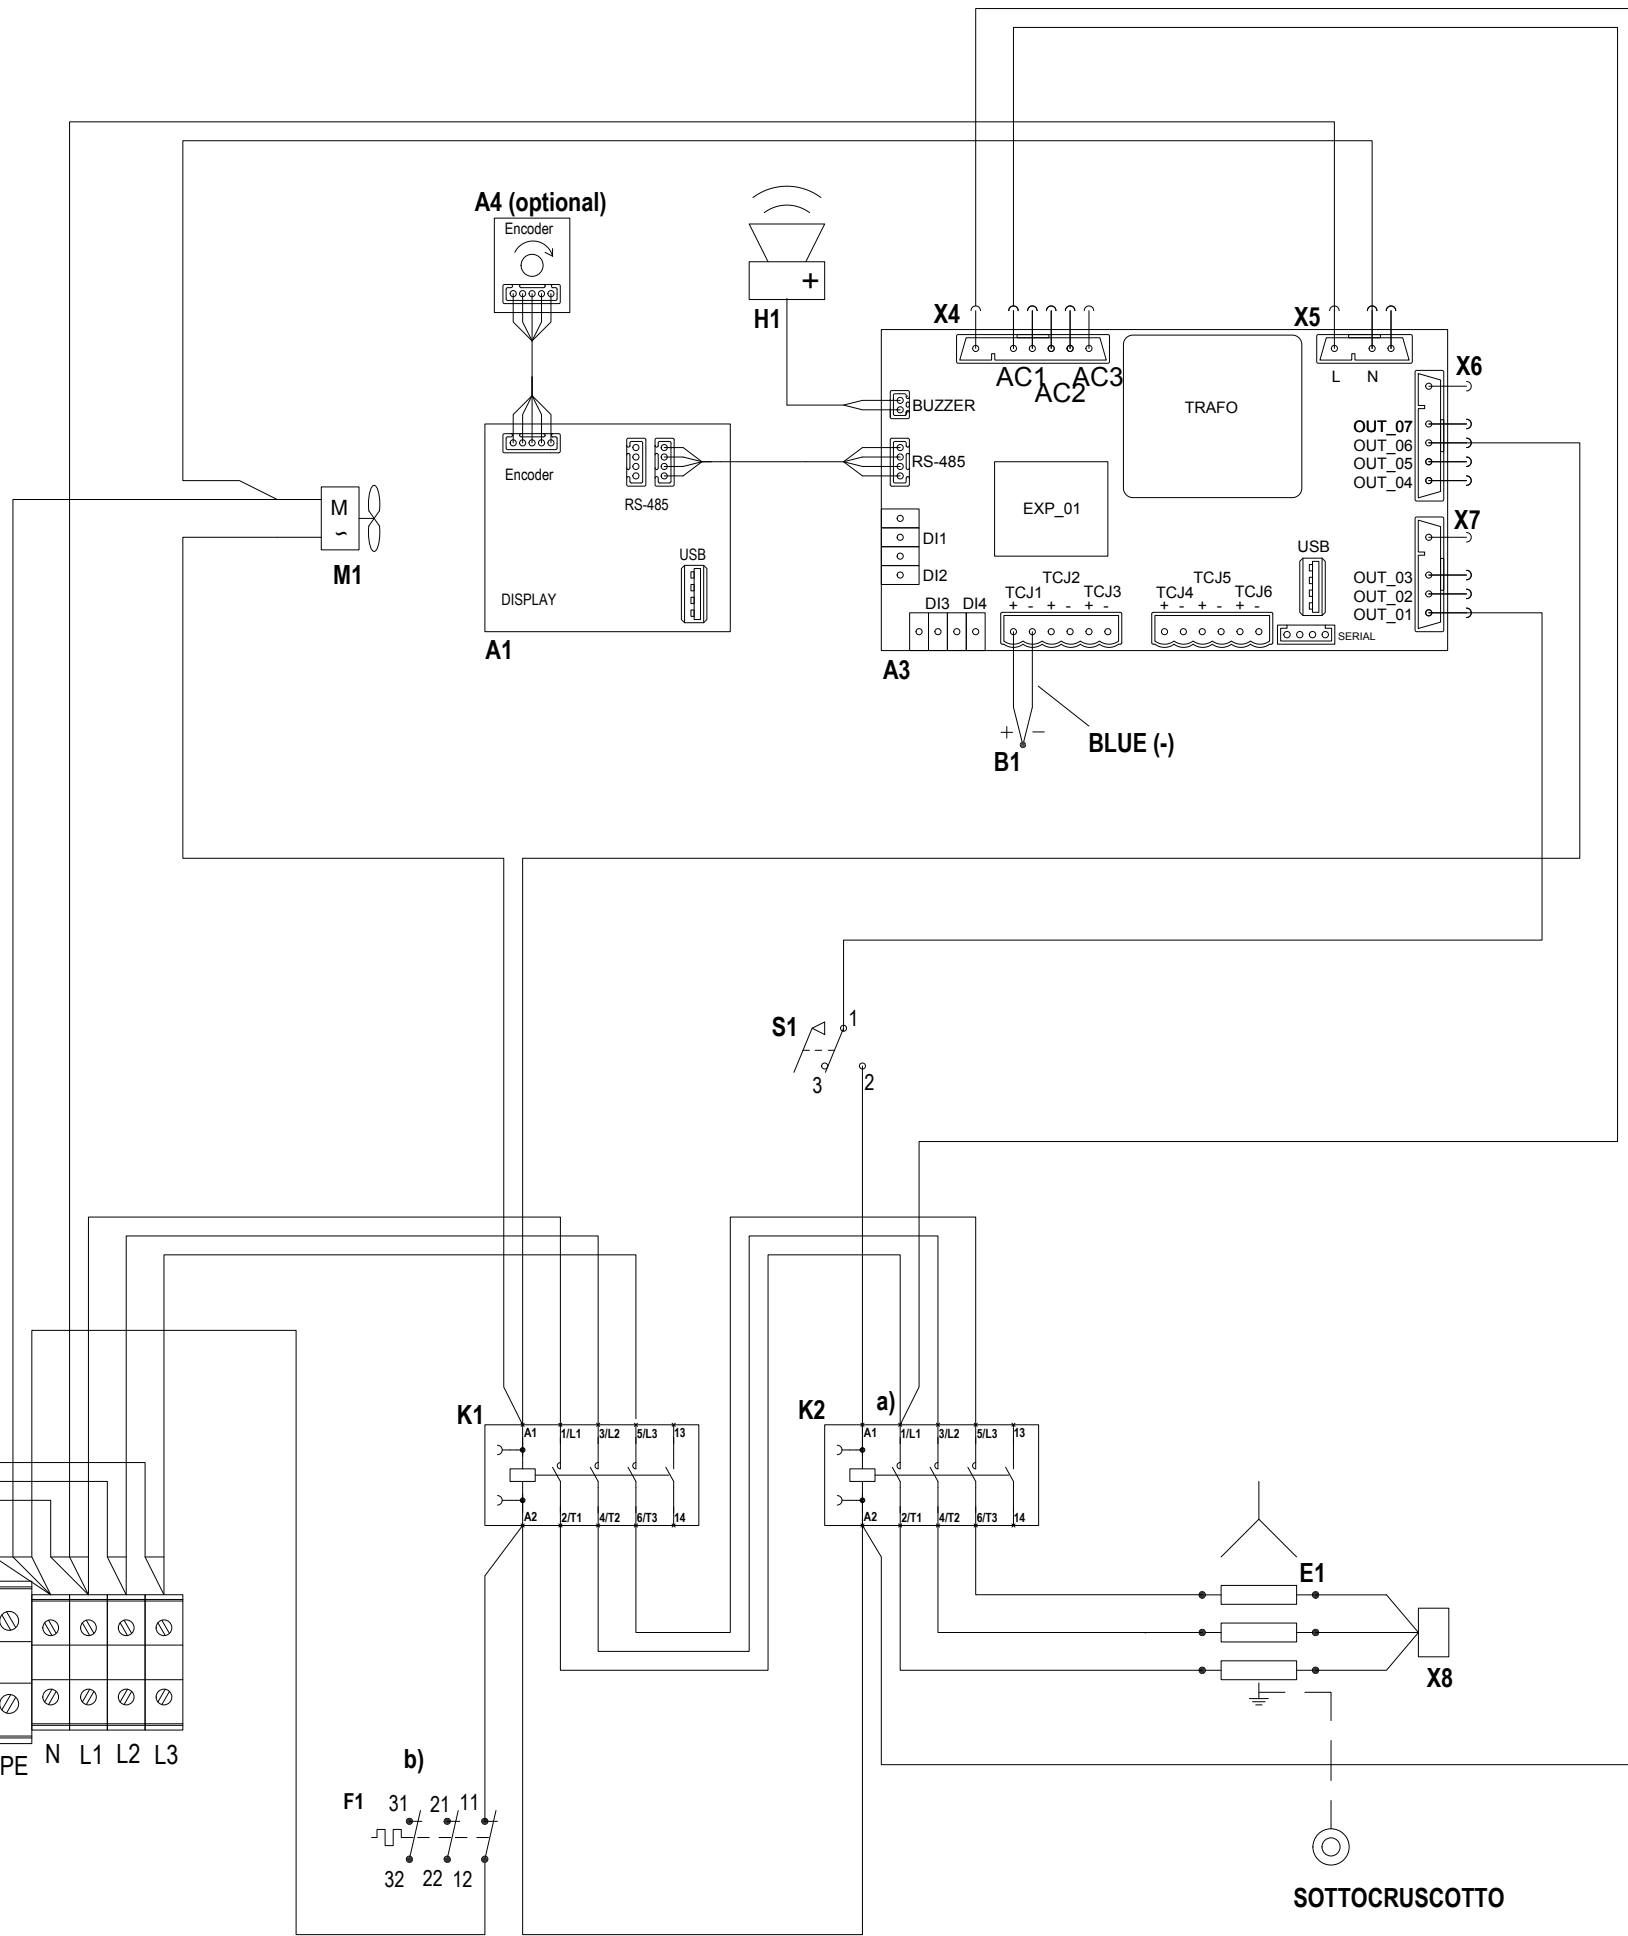 A4 (optional)
Encoder
+
H1
X4
X5
AC1
AC2
AC3
L
N
X6
BUZZER
TRAFO
OUT_07
OUT_06
OUT_05
OUT_04
RS-485
Encoder
RS-485
M
~
M1
EXP_01
X7
DI1
DI2
USB
USB
OUT_03
OUT_02
OUT_01
DISPLAY
DI3
DI4
TCJ1
TCJ2
TCJ3
+ - + - + -
TCJ4
TCJ5
TCJ6
+ - + - + -
SERIAL
A1
A3
+ -
B1
BLUE (-)
S1
1
3
2
K1
A1
1/L1
3/L2
5/L3
13
A2
2/T1
4/T2
6/T3
14
K2
a)
A1
1/L1
3/L2
5/L3
13
A2
2/T1
4/T2
6/T3
14
E1
X8
PE
N
L1
L2
L3
b)
F1
31
21
11
32
22
12
SOTTOCRUSCOTTO